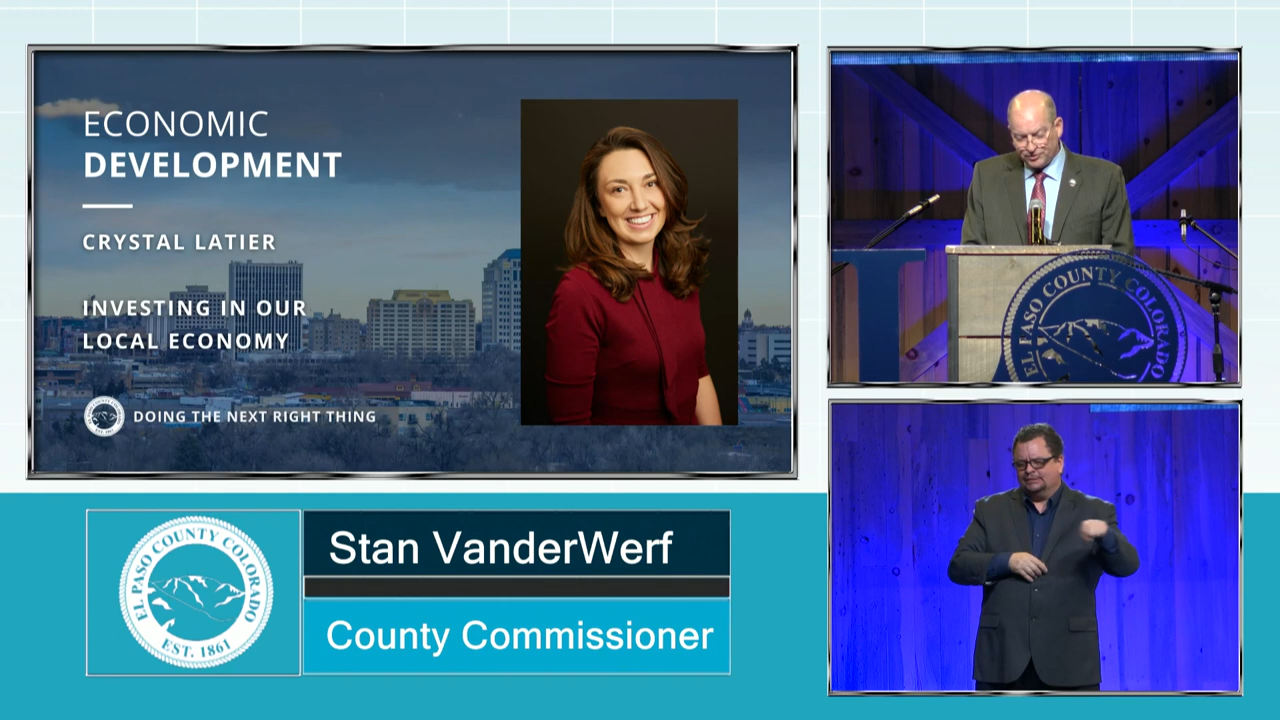 ECONOMIC
DEVELOPMENT
CRYSTAL LATIER
INVESTING IN OUR
LOCAL ECONOMY
DOING THE NEXT RIGHT THING
EL PASO COUNTY COLORADO
EL PASO COUNTY COLORADO
EST. 1861
Stan VanderWerf
County Commissioner